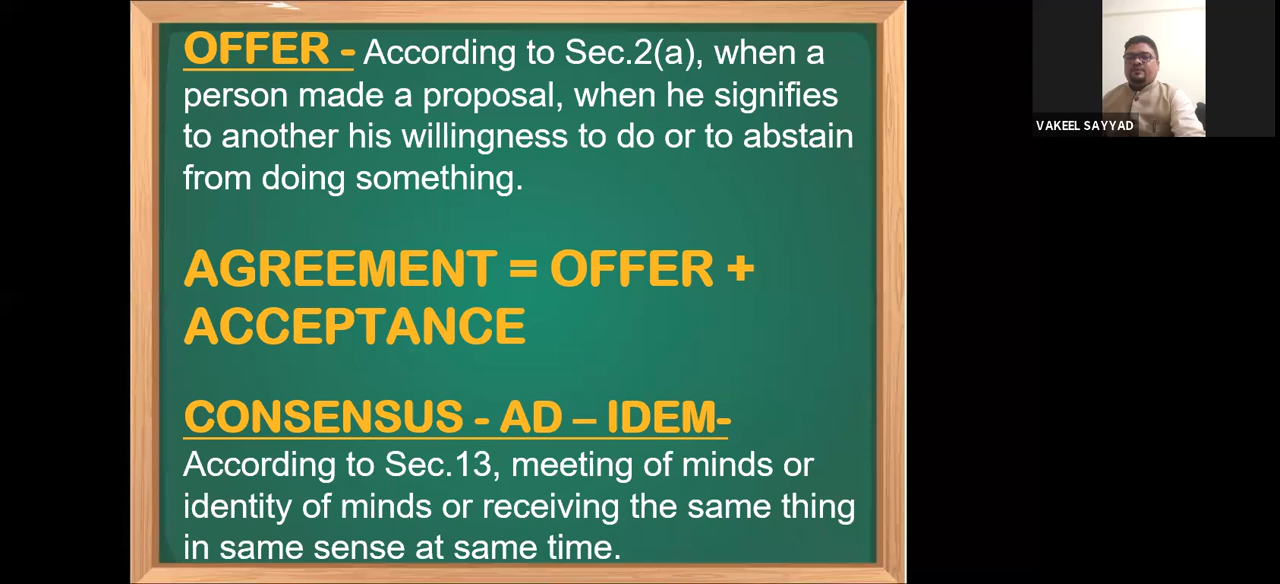 OFFER - According to Sec.2(a), when a
person made a proposal, when he signifies
to another his willingness to do or to abstain
from doing something.
AGREEMENT = OFFER +
ACCEPTANCE
CONSENSUS - AD – IDEM-
According to Sec.13, meeting of minds or
identity of minds or receiving the same thing
in same sense at same time.
VAKEEL SAYYAD